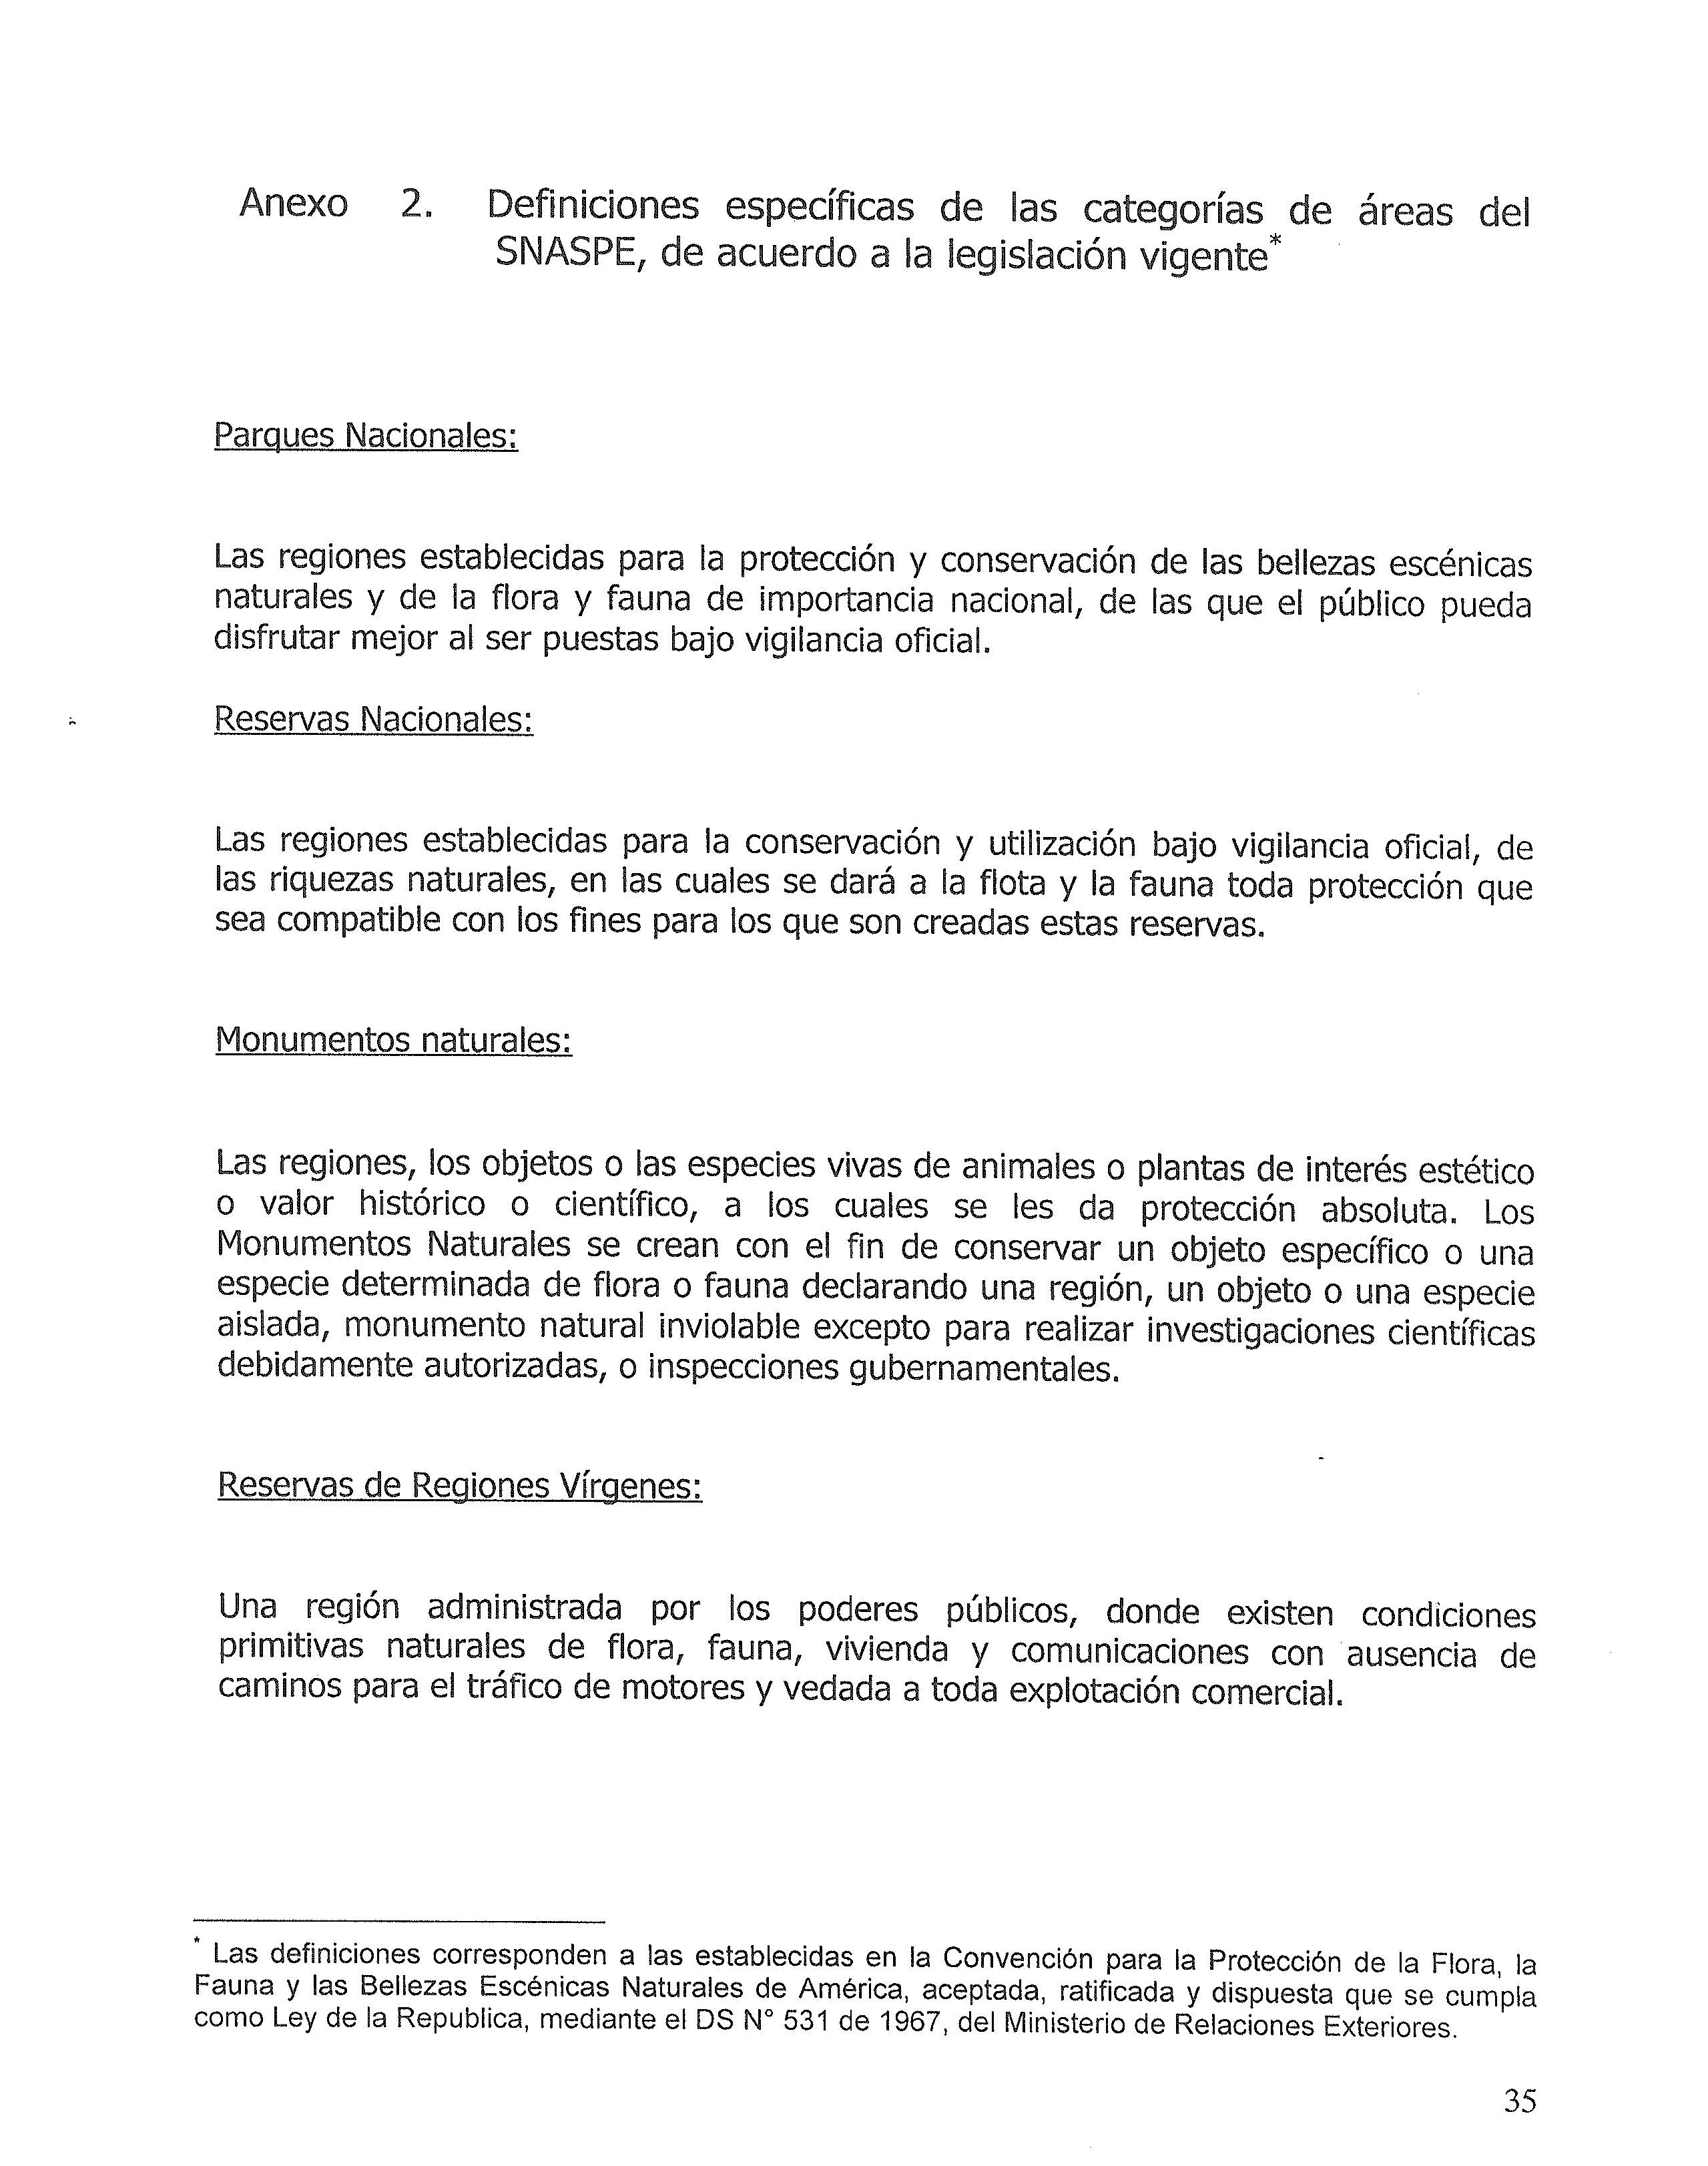 Anexo 2. Definiciones específicas de las categorías de áreas del
SNASPE, de acuerdo a la legislación vigente*
Parques Nacionales:
Las regiones establecidas para la protección y conservación de las bellezas escénicas
naturales y de la flora y fauna de importancia nacional, de las que el público pueda
disfrutar mejor al ser puestas bajo vigilancia oficial.
Reservas Nacionales:
Las regiones establecidas para la conservación y utilización bajo vigilancia oficial, de
las riquezas naturales, en las cuales se dará a la flota y la fauna toda protección que
sea compatible con los fines para los que son creadas estas reservas.
Monumentos naturales:
Las regiones, los objetos o las especies vivas de animales o plantas de interés estético
o valor histórico o científico, a los cuales se les da protección absoluta. Los
Monumentos Naturales se crean con el fin de conservar un objeto específico o una
especie determinada de flora o fauna declarando una región, un objeto o una especie
aislada, monumento natural inviolable excepto para realizar investigaciones científicas
debidamente autorizadas, o inspecciones gubernamentales.
Reservas de Regiones Vírgenes:
Una región administrada por los poderes públicos, donde existen condiciones
primitivas naturales de flora, fauna, vivienda y comunicaciones con ausencia de
caminos para el tráfico de motores y vedada a toda explotación comercial.
* Las definiciones corresponden a las establecidas en la Convención para la Protección de la Flora, la
Fauna y las Bellezas Escénicas Naturales de América, aceptada, ratificada y dispuesta que se cumpla
como Ley de la Republica, mediante el DS N° 531 de 1967, del Ministerio de Relaciones Exteriores.
35